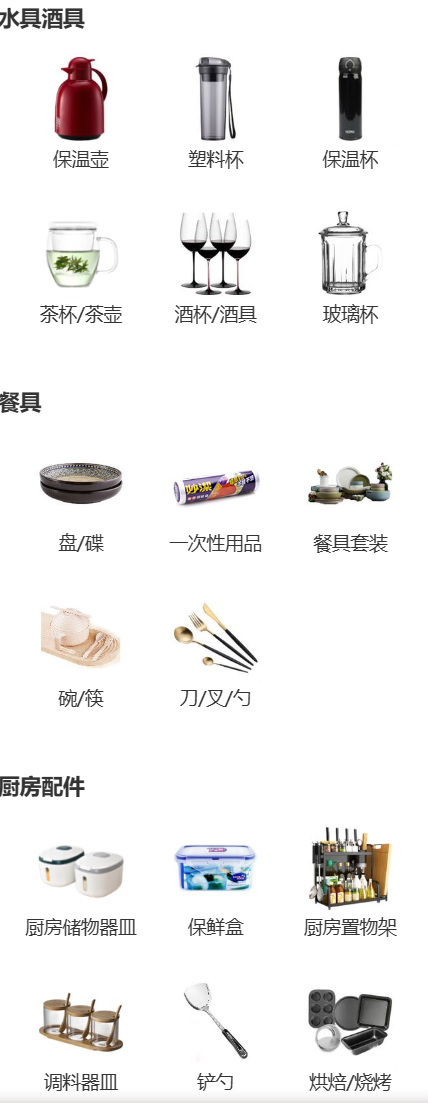 水具酒具
保温壶
塑料杯
保温杯
茶杯/茶壶
酒杯/酒具
玻璃杯
餐具
妙洁
盘/碟
一次性用品
餐具套装
碗/筷
刀/叉/勺
厨房配件
厨房储物器皿
保鲜盒
厨房置物架
调料器皿
铲勺
烘焙/烧烤